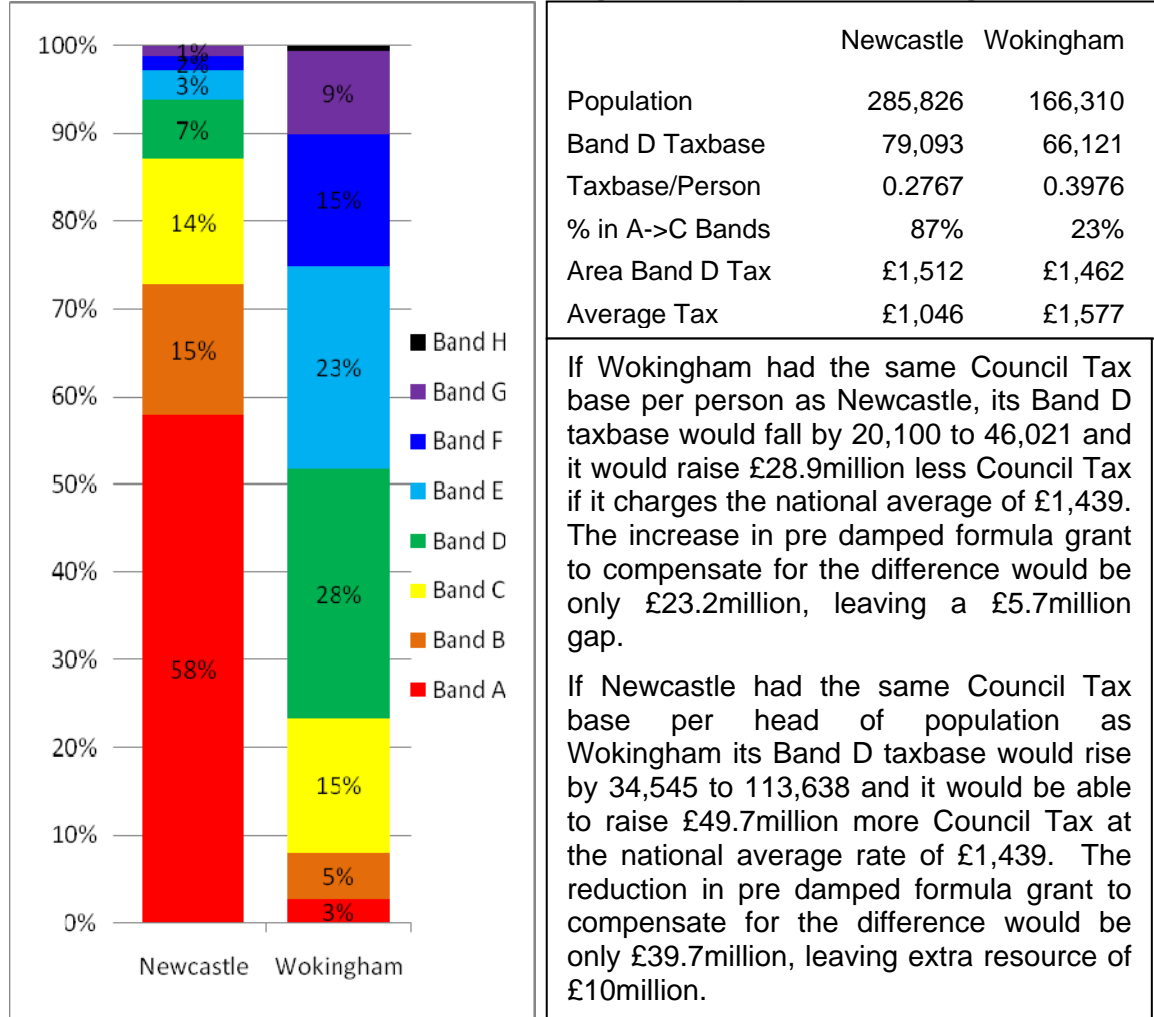 100%
90%
80%
70%
60%
50%
40%
30%
20%
10%
0%
1%
2%
3%
7%
14%
15%
58%
9%
15%
23%
28%
15%
5%
3%
Newcastle Wokingham
Band H
Band G
Band F
Band E
Band D
Band C
Band B
Band A
Newcastle Wokingham
Population 285,826 166,310
Band D Taxbase 79,093 66,121
Taxbase/Person 0.2767 0.3976
% in A->C Bands 87% 23%
Area Band D Tax £1,512 £1,462
Average Tax £1,046 £1,577
If Wokingham had the same Council Tax
base per person as Newcastle, its Band D
taxbase would fall by 20,100 to 46,021 and
it would raise £28.9million less Council Tax
if it charges the national average of £1,439.
The increase in pre damped formula grant
to compensate for the difference would be
only £23.2million, leaving a £5.7million
gap.
If Newcastle had the same Council Tax
base per head of population as
Wokingham its Band D taxbase would rise
by 34,545 to 113,638 and it would be able
to raise £49.7million more Council Tax at
the national average rate of £1,439. The
reduction in pre damped formula grant to
compensate for the difference would be
only £39.7million, leaving extra resource of
£10million.